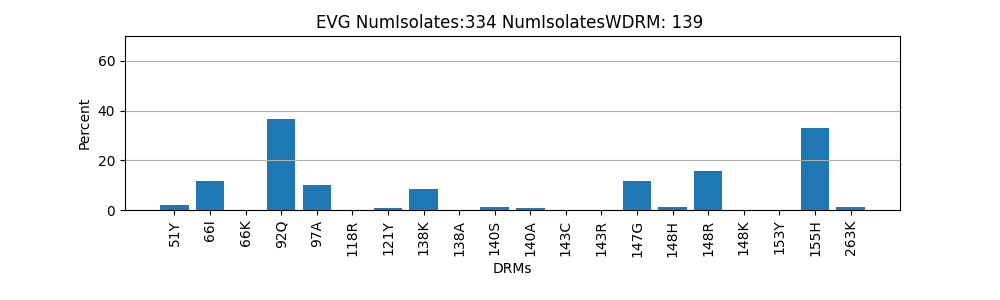 EVG NumIsolates:334 NumIsolatesWDRM: 139
Percent
60
40
20
0
51Y 66I 66K 92Q 97A 118R 121Y 138K 138A 140S 140A 143C 143R 147G 148H 148R 148K 153Y 155H 263K
DRMs